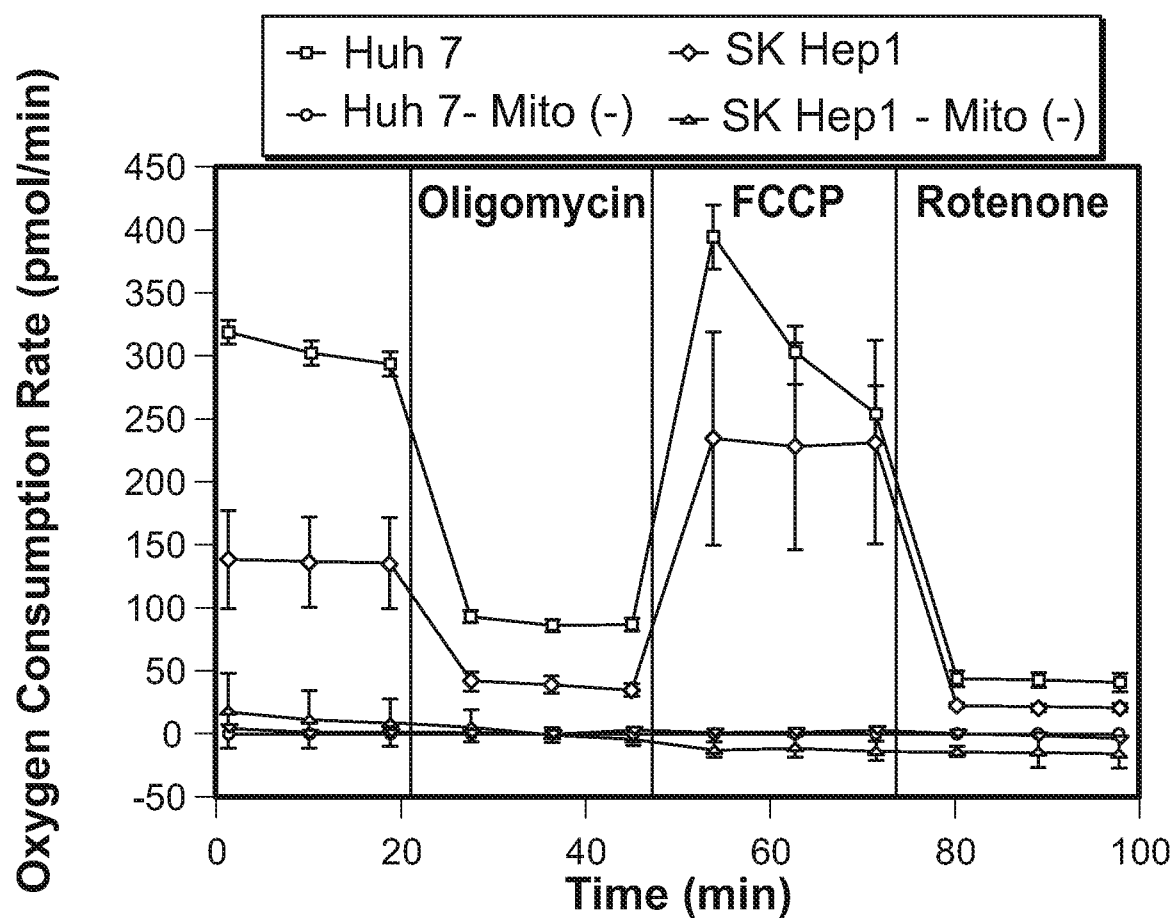 Huh 7
SK Hep1
Huh 7- Mito (-)
SK Hep1 - Mito (-)
Oxygen Consumption Rate (pmol/min)
450
400
350
300
250
200
150
100
50
0
-50
Oligomycin
FCCP
Rotenone
0
20
40
60
80
100
Time (min)